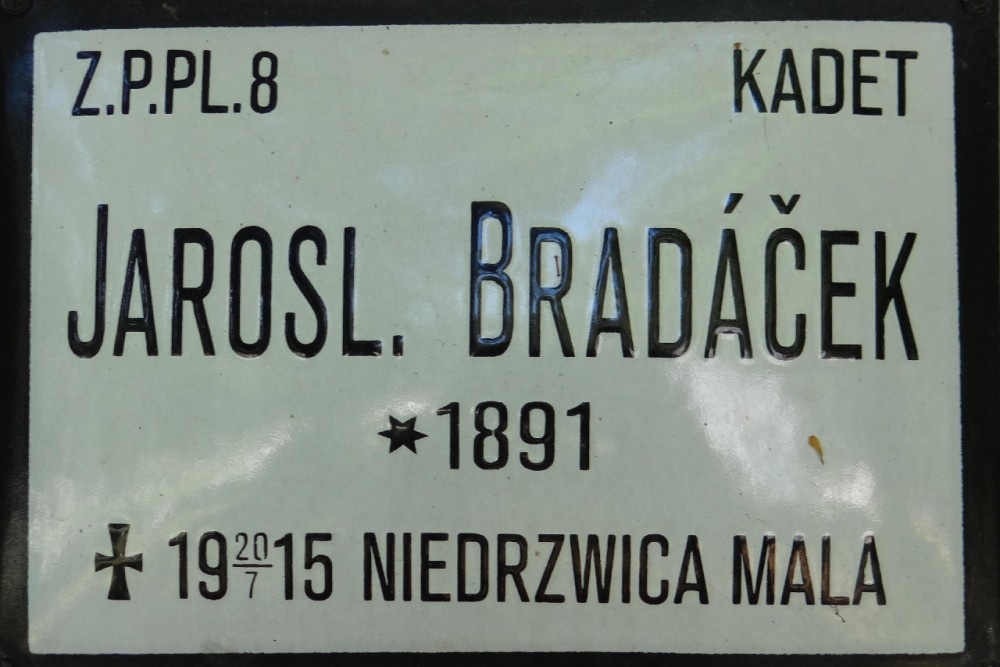 Z.P.PL.8 KADET
JAROSL. BRADÁČEK
*1891
✠ 19 20/7 15 NIEDRZWICA MALA